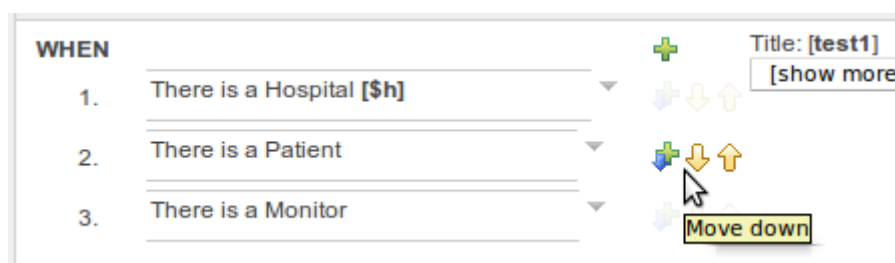 WHEN
Title: [test1]
[show more
1. There is a Hospital [$h]
2. There is a Patient
3. There is a Monitor
Move down